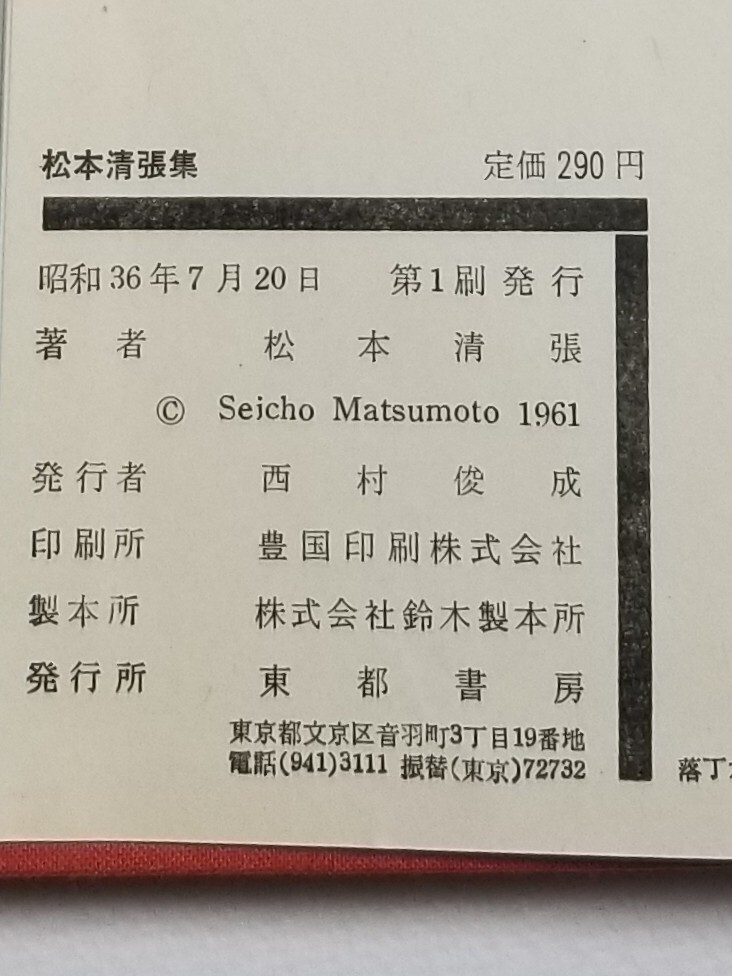 松本清張集 定価 290 円
昭和 36 年 7 月 20 日 第 1 刷 発 行
著者 松本清張
© Seicho Matsumoto 1961
発行者 西村俊成
印刷所 豊国印刷株式会社
製本所 株式会社鈴木製本所
発行所 東都書房
東京都文京区音羽町3丁目19番地
電話(941)3111 振替(東京)72732
落丁